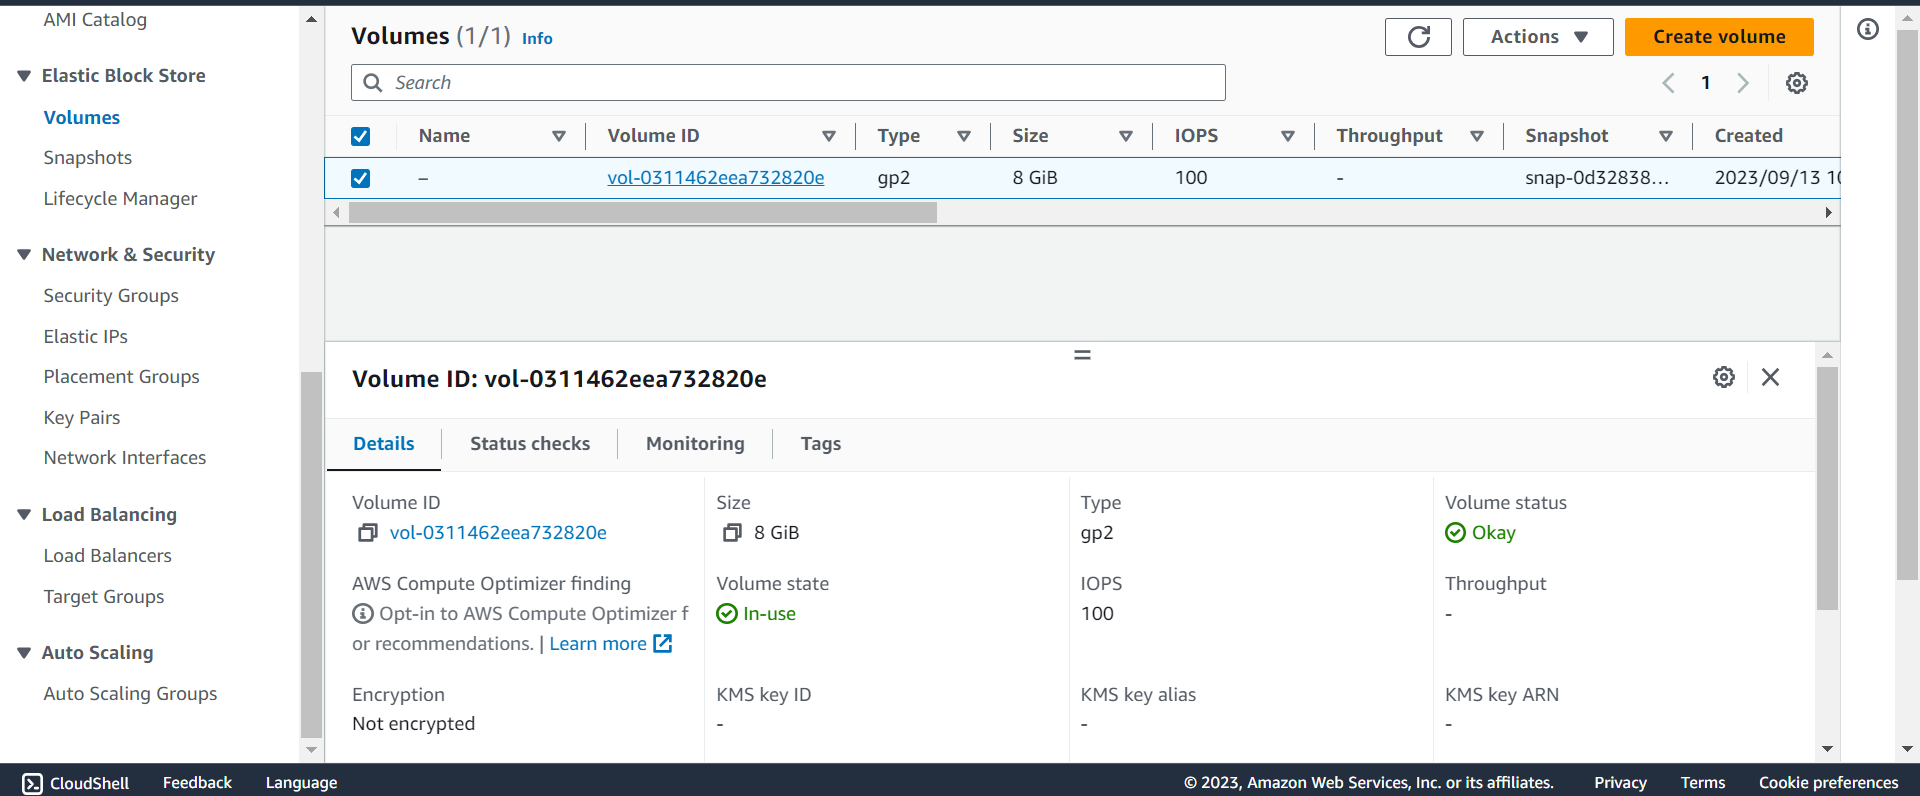 AMI Catalog
Elastic Block Store
Volumes
Snapshots
Lifecycle Manager
Network & Security
Security Groups
Elastic IPs
Placement Groups
Key Pairs
Network Interfaces
Load Balancing
Load Balancers
Target Groups
Auto Scaling
Auto Scaling Groups
Volumes (1/1) Info
Actions
Create volume
Search
1
Name Volume ID Type Size IOPS Throughput Snapshot Created
– vol-0311462eea732820e gp2 8 GiB 100 - snap-0d32838... 2023/09/13 10
Volume ID: vol-0311462eea732820e
Details Status checks Monitoring Tags
Volume ID
vol-0311462eea732820e
Size
8 GiB
Type
gp2
Volume status
Okay
AWS Compute Optimizer finding
Opt-in to AWS Compute Optimizer f
or recommendations. | Learn more
Volume state
In-use
IOPS
100
Throughput
-
Encryption
Not encrypted
KMS key ID
-
KMS key alias
-
KMS key ARN
-
CloudShell Feedback Language © 2023, Amazon Web Services, Inc. or its affiliates. Privacy Terms Cookie preferences